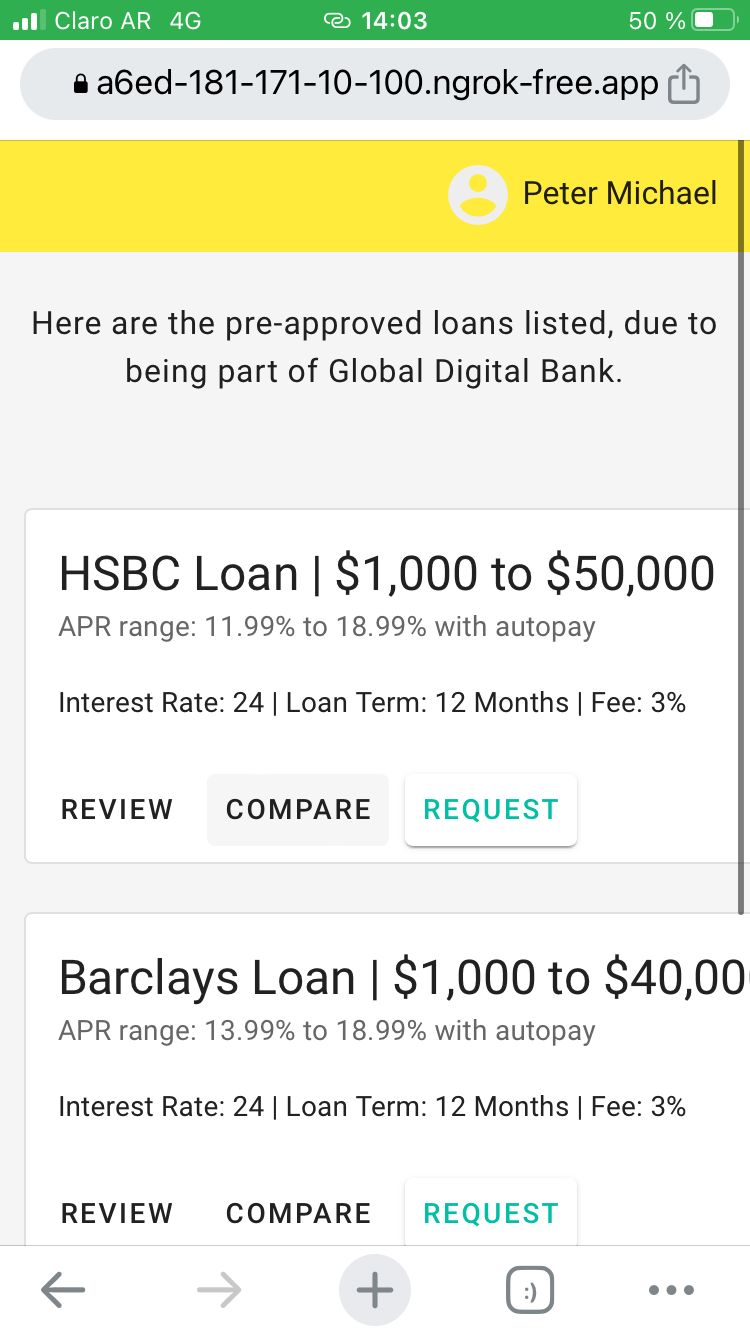 Claro AR 4G 14:03 50 %
a6ed-181-171-10-100.ngrok-free.app
Peter Michael
Here are the pre-approved loans listed, due to
being part of Global Digital Bank.
HSBC Loan | $1,000 to $50,000
APR range: 11.99% to 18.99% with autopay
Interest Rate: 24 | Loan Term: 12 Months | Fee: 3%
REVIEW COMPARE REQUEST
Barclays Loan | $1,000 to $40,00
APR range: 13.99% to 18.99% with autopay
Interest Rate: 24 | Loan Term: 12 Months | Fee: 3%
REVIEW COMPARE REQUEST
:)